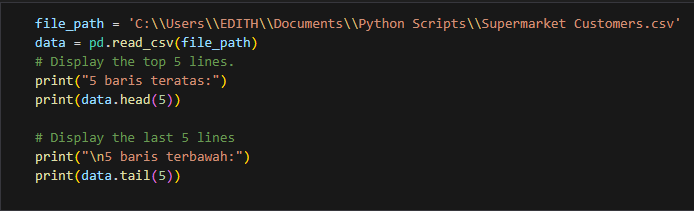 file_path = 'C:\\Users\\EDITH\\Documents\\Python Scripts\\Supermarket Customers.csv'
data = pd.read_csv(file_path)
# Display the top 5 lines.
print("5 baris teratas:")
print(data.head(5))

# Display the last 5 lines
print("\n5 baris terbawah:")
print(data.tail(5))